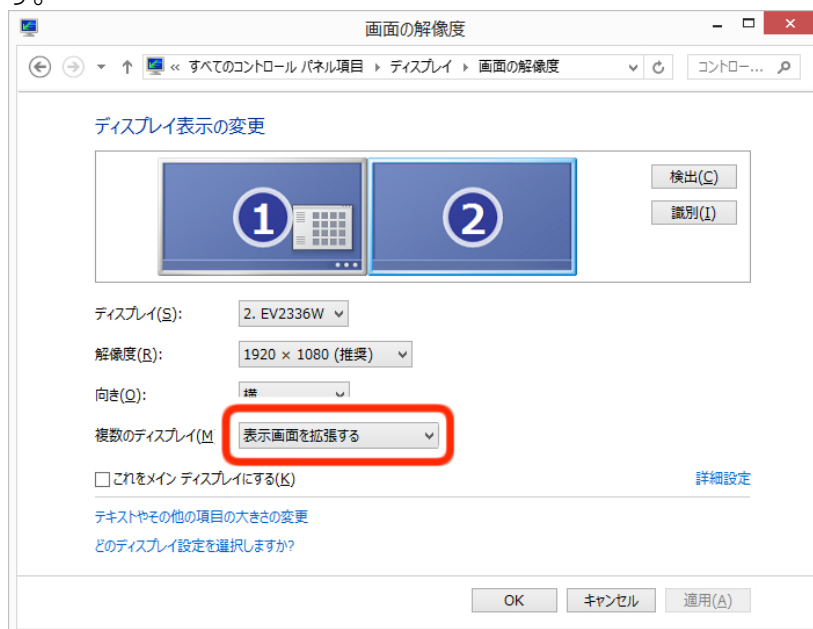 す。
画面の解像度
« すべてのコントロール パネル項目 ▸ ディスプレイ ▸ 画面の解像度
コントロー...
ディスプレイ表示の変更
1
2
検出(C)
識別(I)
ディスプレイ(S): 2. EV2336W
解像度(R): 1920 × 1080 (推奨)
向き(O): 横
複数のディスプレイ(M 表示画面を拡張する
これをメイン ディスプレイにする(K)
詳細設定
テキストやその他の項目の大きさの変更
どのディスプレイ設定を選択しますか?
OK キャンセル 適用(A)